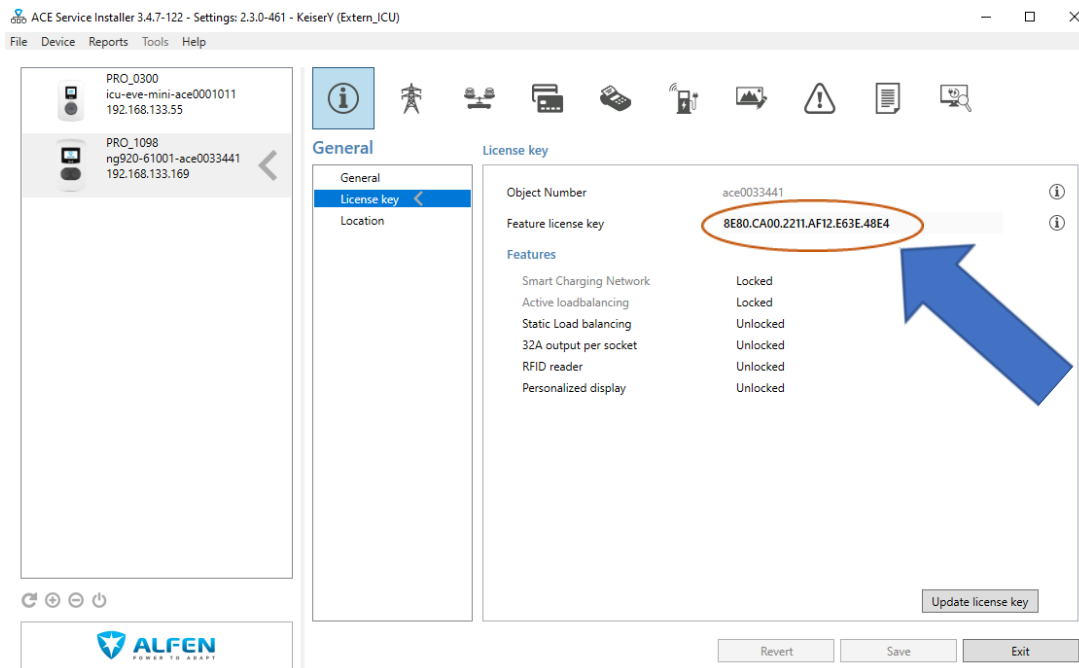 ACE Service Installer 3.4.7-122 - Settings: 2.3.0-461 - KeiserY (Extern_ICU)
File Device Reports Tools Help
PRO_0300
icu-eve-mini-ace0001011
192.168.133.55
PRO_1098
ng920-61001-ace0033441
192.168.133.169
General
General
License key
Location
License key
Object Number ace0033441
Feature license key 8E80.CA00.2211.AF12.E63E.48E4
Features
Smart Charging Network Locked
Active loadbalancing Locked
Static Load balancing Unlocked
32A output per socket Unlocked
RFID reader Unlocked
Personalized display Unlocked
Update license key
ALFEN
POWER TO ADAPT
Revert Save Exit